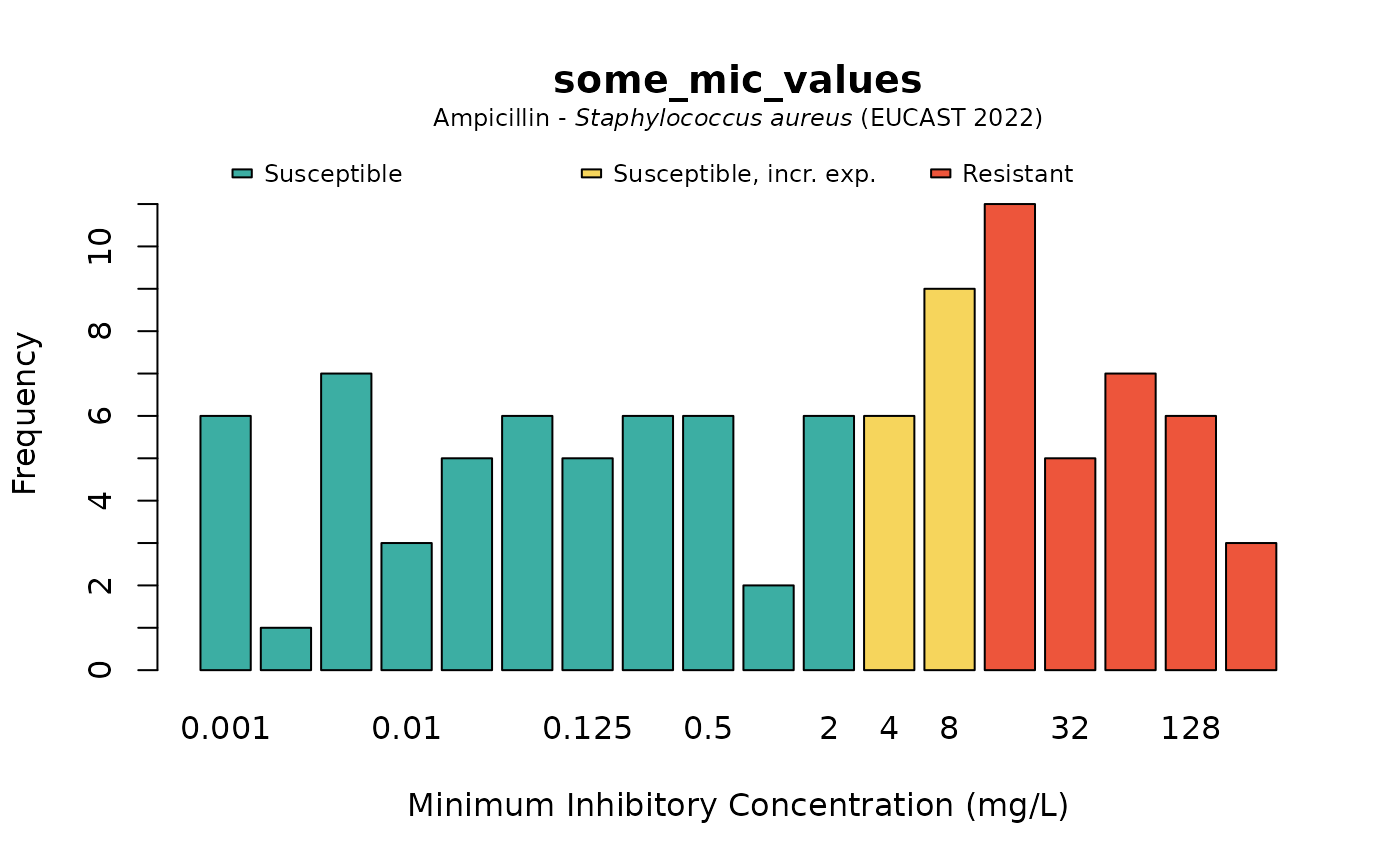 some_mic_values
Ampicillin - Staphylococcus aureus (EUCAST 2022)
Susceptible Susceptible, incr. exp. Resistant
10
8
6
4
2
0
Frequency
0.001 0.01 0.125 0.5 2 4 8 32 128
Minimum Inhibitory Concentration (mg/L)